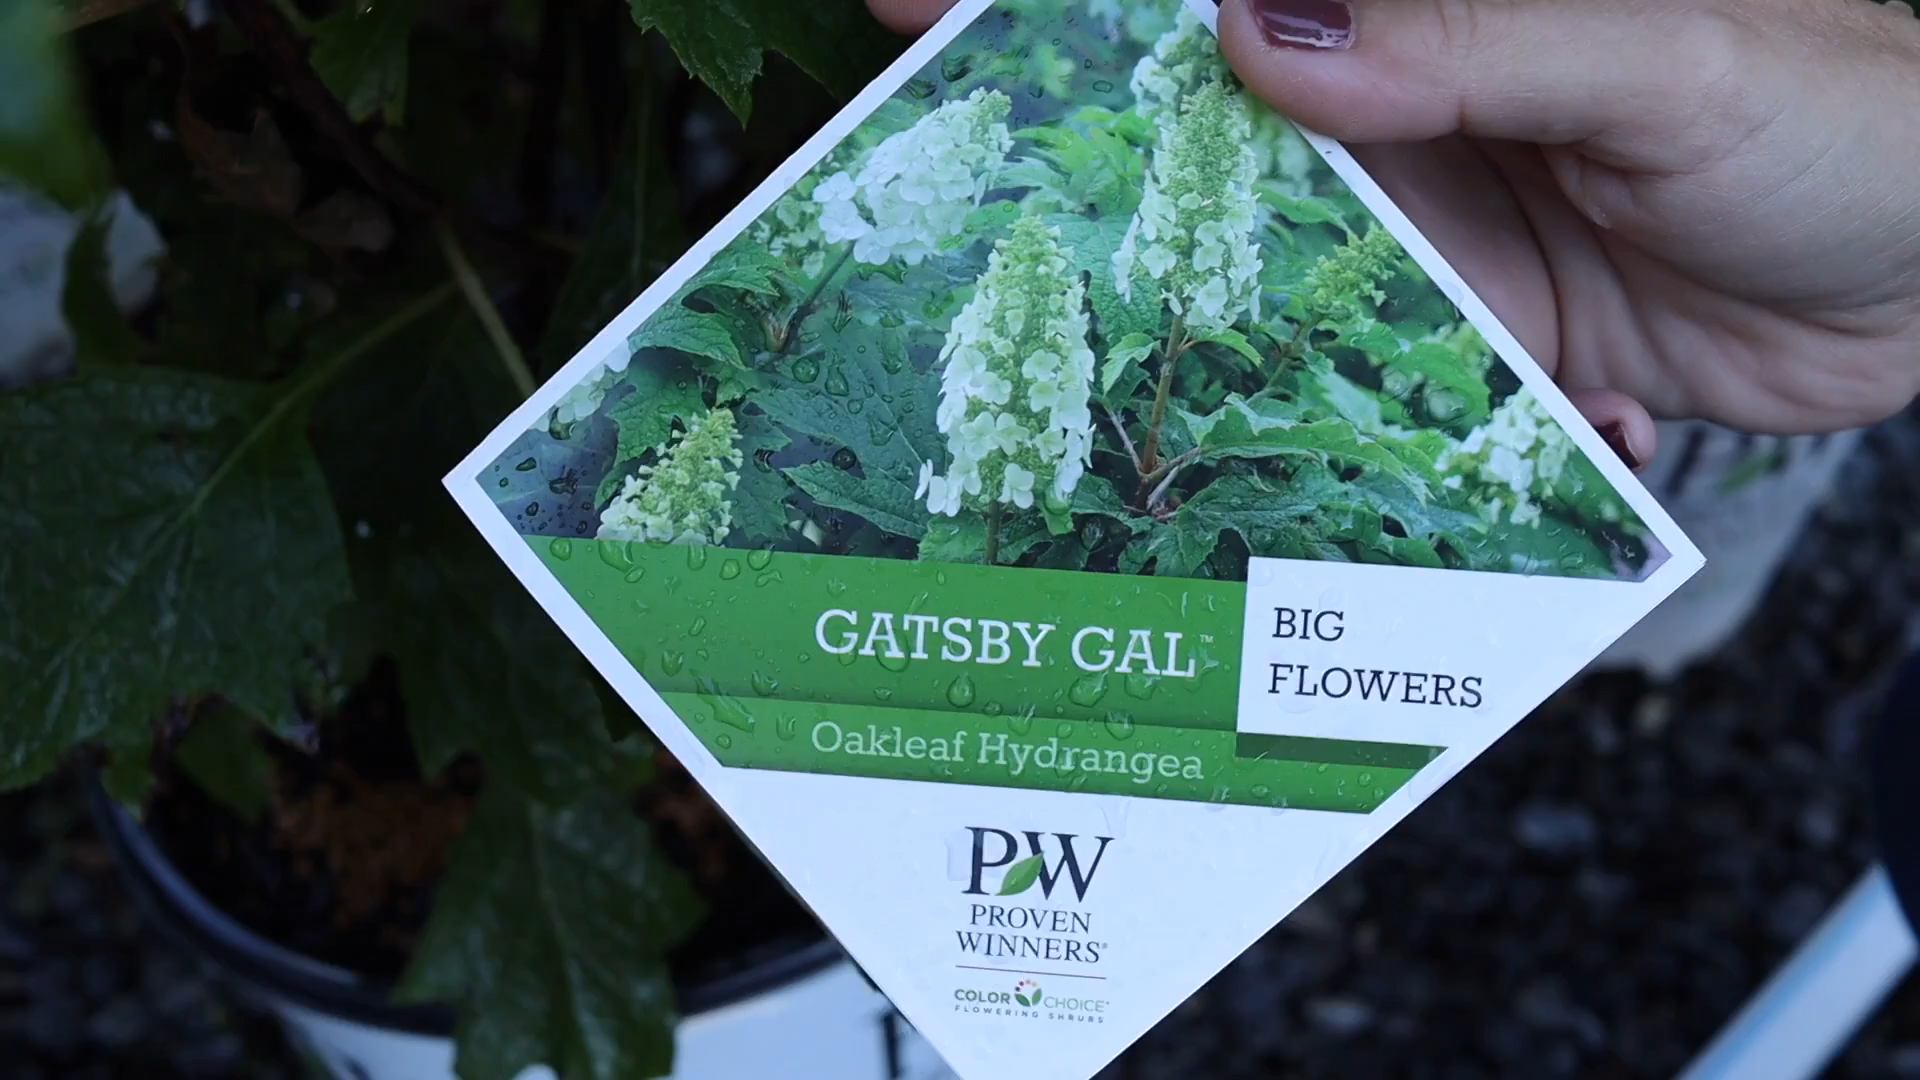 GATSBY GAL™
BIG
FLOWERS
Oakleaf Hydrangea
PW
PROVEN
WINNERS®
COLOR CHOICE®
FLOWERING SHRUBS